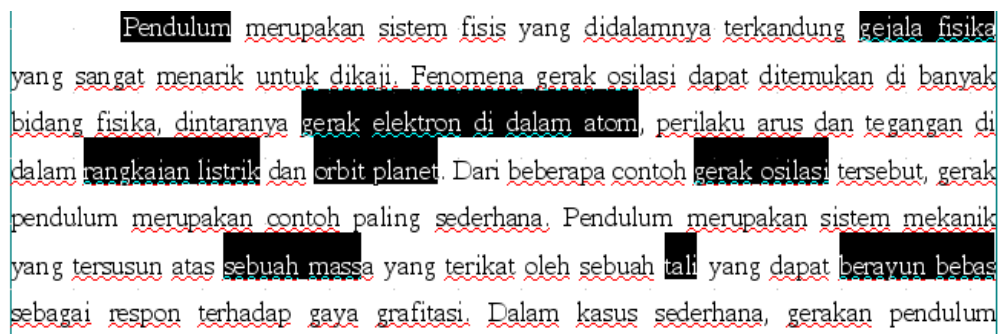 Pendulum merupakan sistem fisis yang didalamnya terkandung gejala fisika
yang sangat menarik untuk dikaji. Fenomena gerak osilasi dapat ditemukan di banyak
bidang fisika, dintaranya gerak elektron di dalam atom, perilaku arus dan tegangan di
dalam rangkaian listrik dan orbit planet. Dari beberapa contoh gerak osilasi tersebut, gerak
pendulum merupakan contoh paling sederhana. Pendulum merupakan sistem mekanik
yang tersusun atas sebuah massa yang terikat oleh sebuah tali yang dapat berayun bebas
sebagai respon terhadap gaya grafitasi. Dalam kasus sederhana, gerakan pendulum